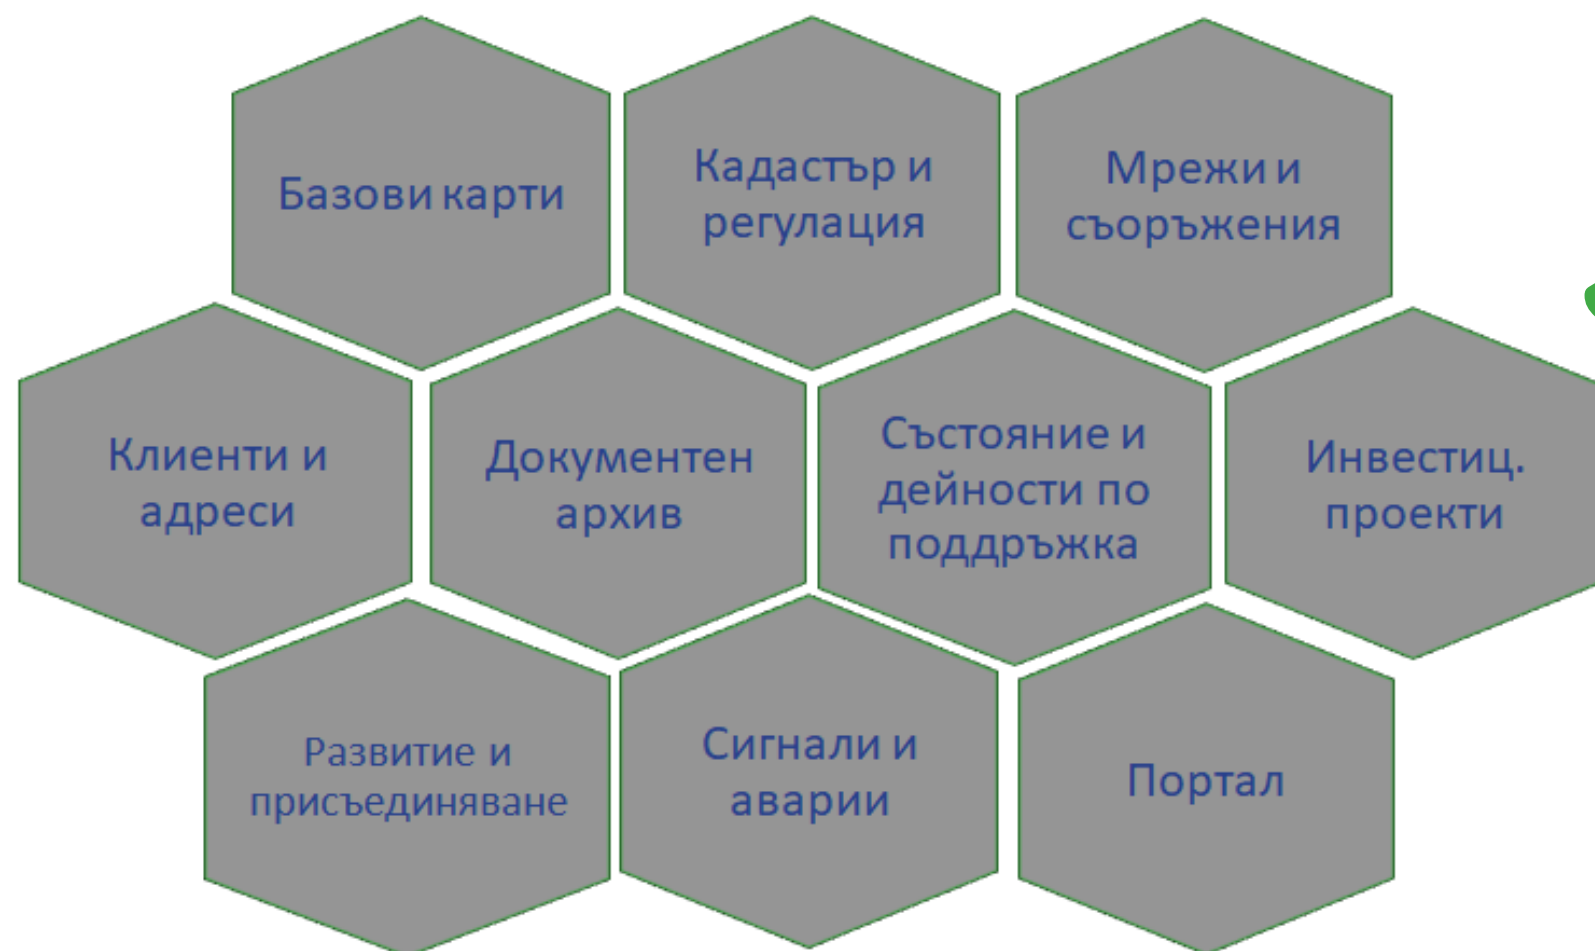 Базови карти
Кадастър и
регулация
Мрежи и
съоръжения
Клиенти и
адреси
Документен
архив
Състояние и
дейности по
поддръжка
Инвестиц.
проекти
Развитие и
присъединяване
Сигнали и
аварии
Портал